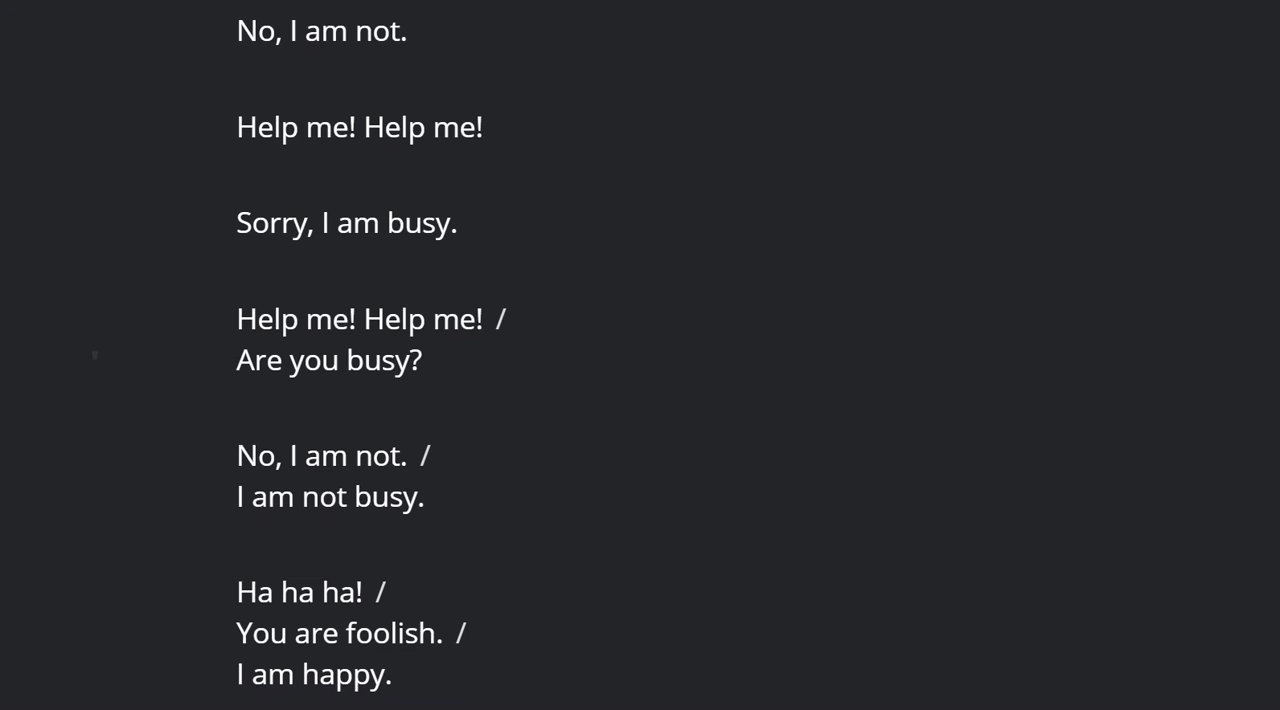 No, I am not.
Help me! Help me!
Sorry, I am busy.
Help me! Help me! /
Are you busy?
No, I am not. /
I am not busy.
Ha ha ha! /
You are foolish. /
I am happy.